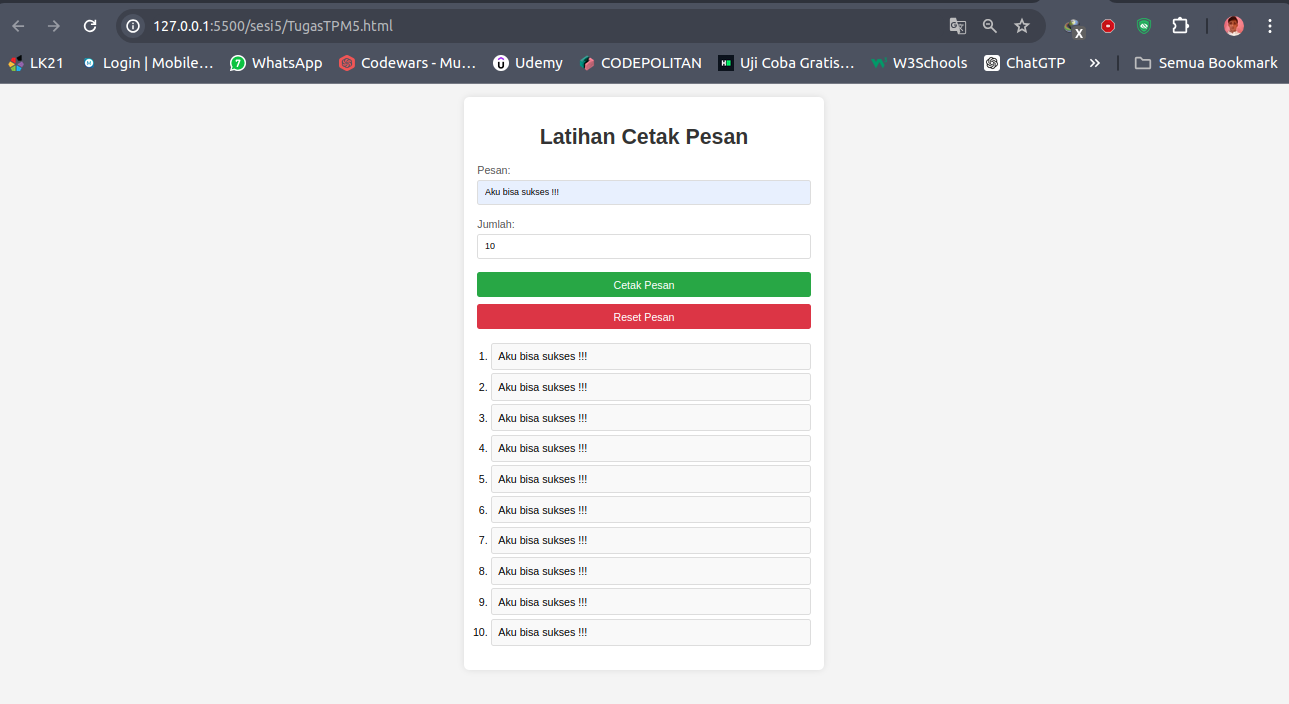 127.0.0.1:5500/sesi5/TugasTPM5.html
LK21 Login | Mobile... WhatsApp Codewars - Mu... Udemy CODEPOLITAN Uji Coba Gratis... W3Schools ChatGTP » Semua Bookmark
Latihan Cetak Pesan
Pesan:
Aku bisa sukses !!!
Jumlah:
10
Cetak Pesan
Reset Pesan
1. Aku bisa sukses !!!
2. Aku bisa sukses !!!
3. Aku bisa sukses !!!
4. Aku bisa sukses !!!
5. Aku bisa sukses !!!
6. Aku bisa sukses !!!
7. Aku bisa sukses !!!
8. Aku bisa sukses !!!
9. Aku bisa sukses !!!
10. Aku bisa sukses !!!